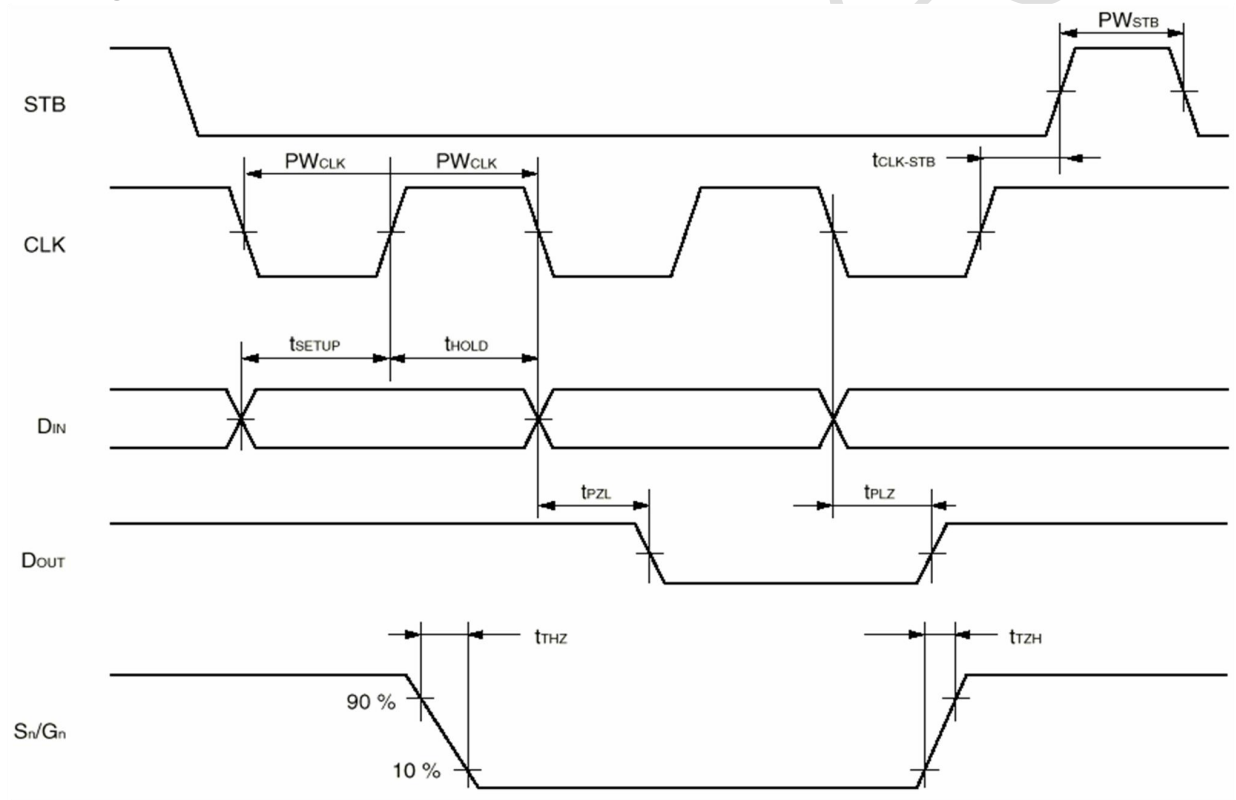 PWSTB
STB
tCLK-STB
PWCLK PWCLK
CLK
tSETUP tHOLD
DIN
tPZL tPLZ
DOUT
tTHZ tTZH
90 %
Sn/Gn
10 %